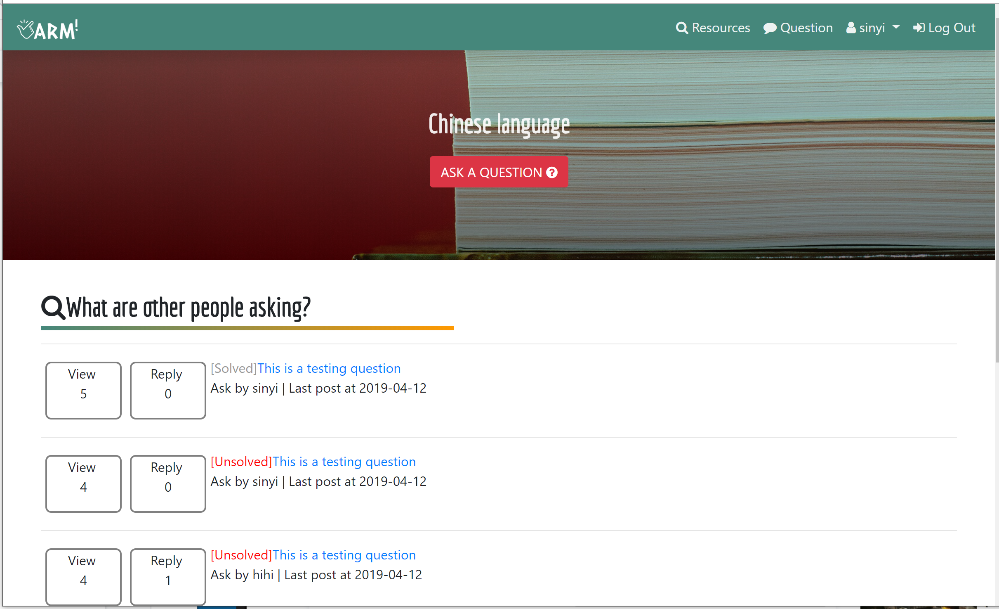 ARM!
Resources Question sinyi Log Out
Chinese language
ASK A QUESTION
What are other people asking?
View
5
Reply
0
[Solved]This is a testing question
Ask by sinyi | Last post at 2019-04-12
View
4
Reply
0
[Unsolved]This is a testing question
Ask by sinyi | Last post at 2019-04-12
View
4
Reply
1
[Unsolved]This is a testing question
Ask by hihi | Last post at 2019-04-12